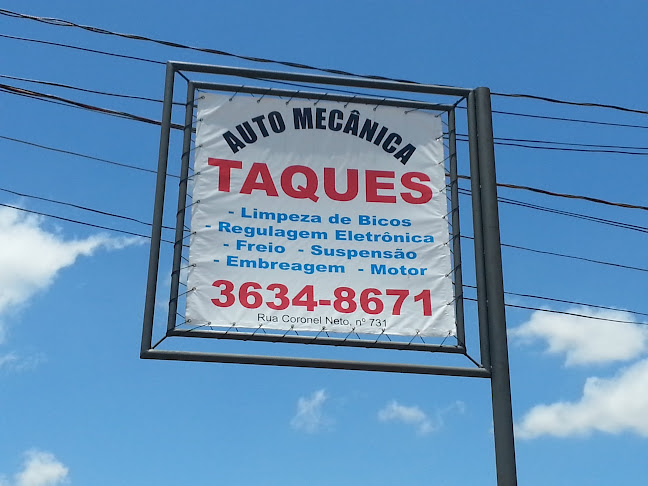 AUTO MECÂNICA
TAQUES
- Limpeza de Bicos
- Regulagem Eletrônica
- Freio - Suspensão
- Embreagem - Motor
3634-8671
Rua Coronel Neto, nº 731